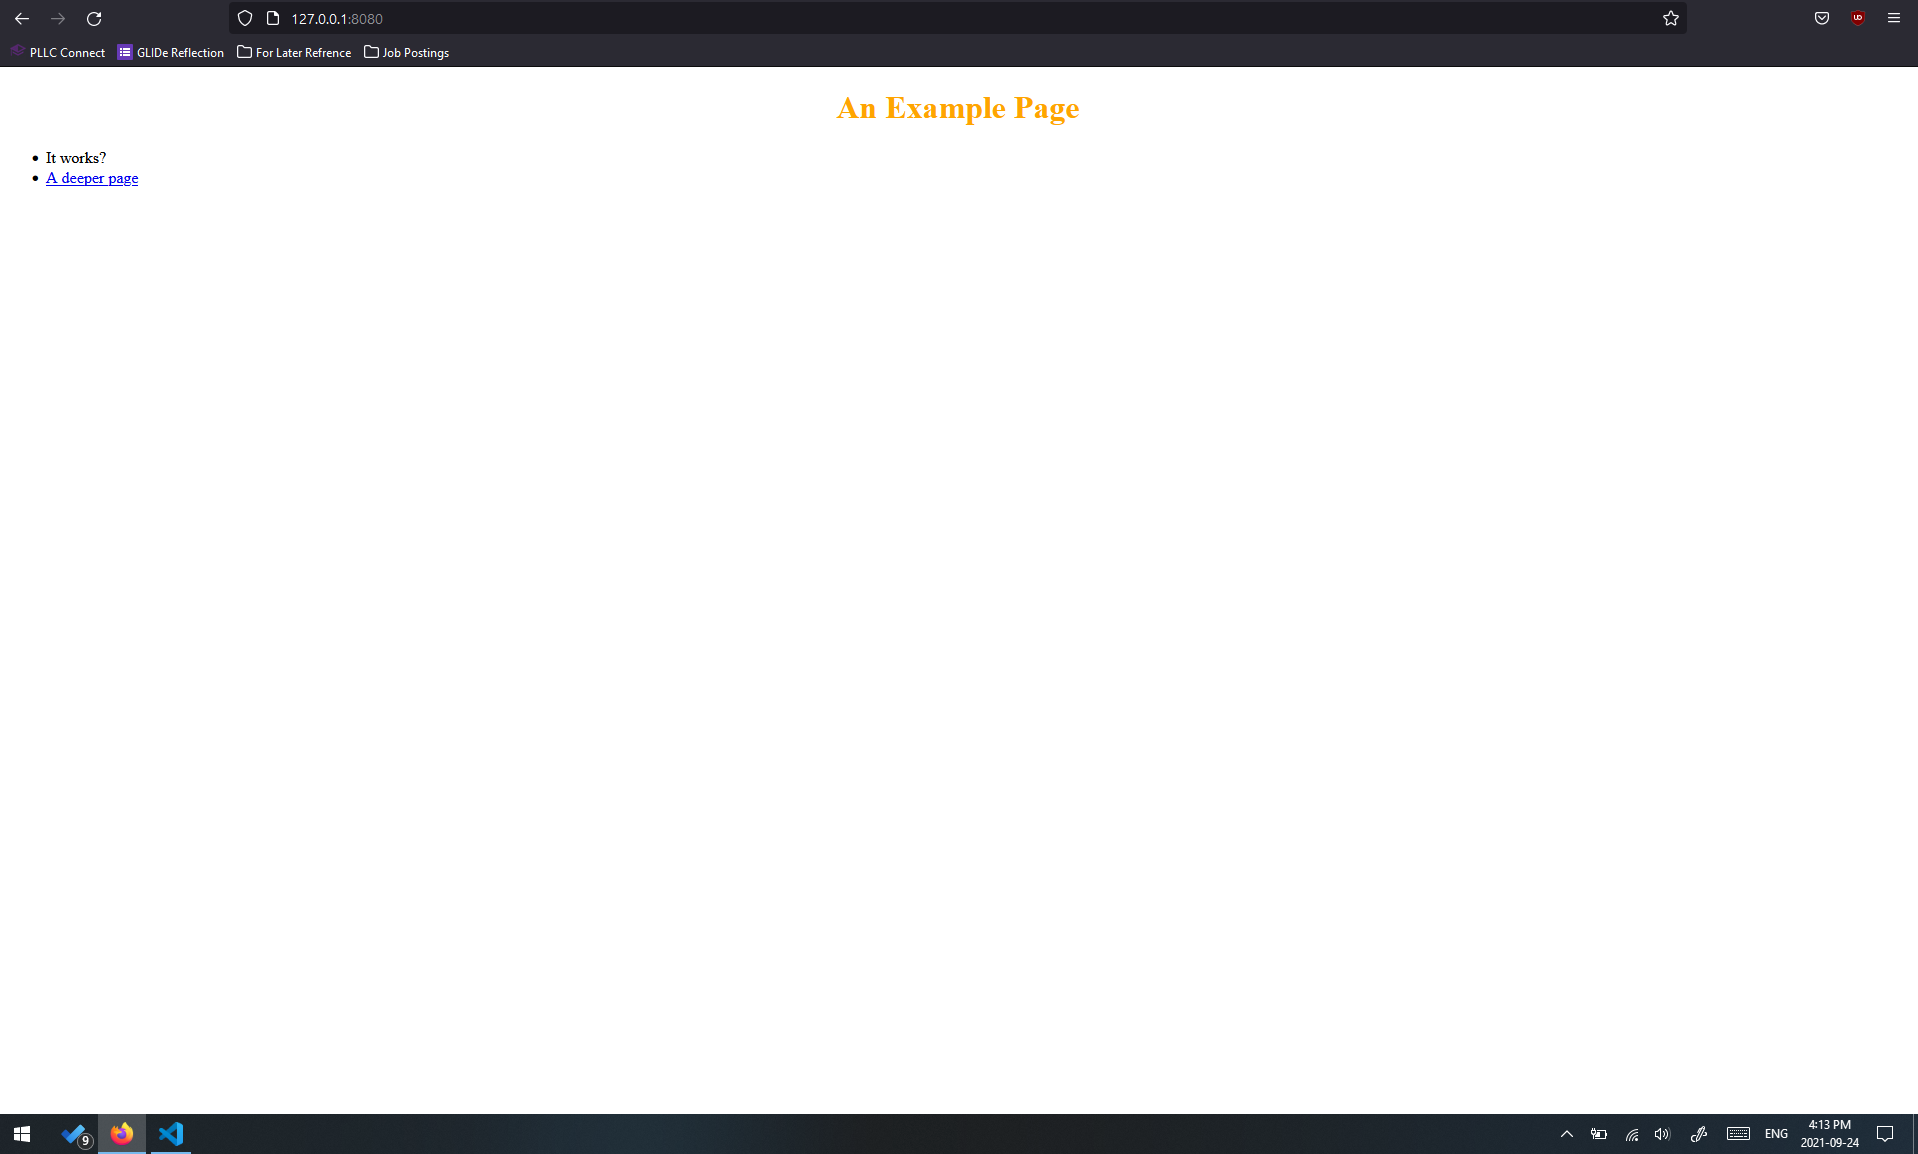 127.0.0.1:8080
PLLC Connect GLIDe Reflection For Later Refrence Job Postings
An Example Page
It works?
A deeper page
9
ENG
4:13 PM
2021-09-24